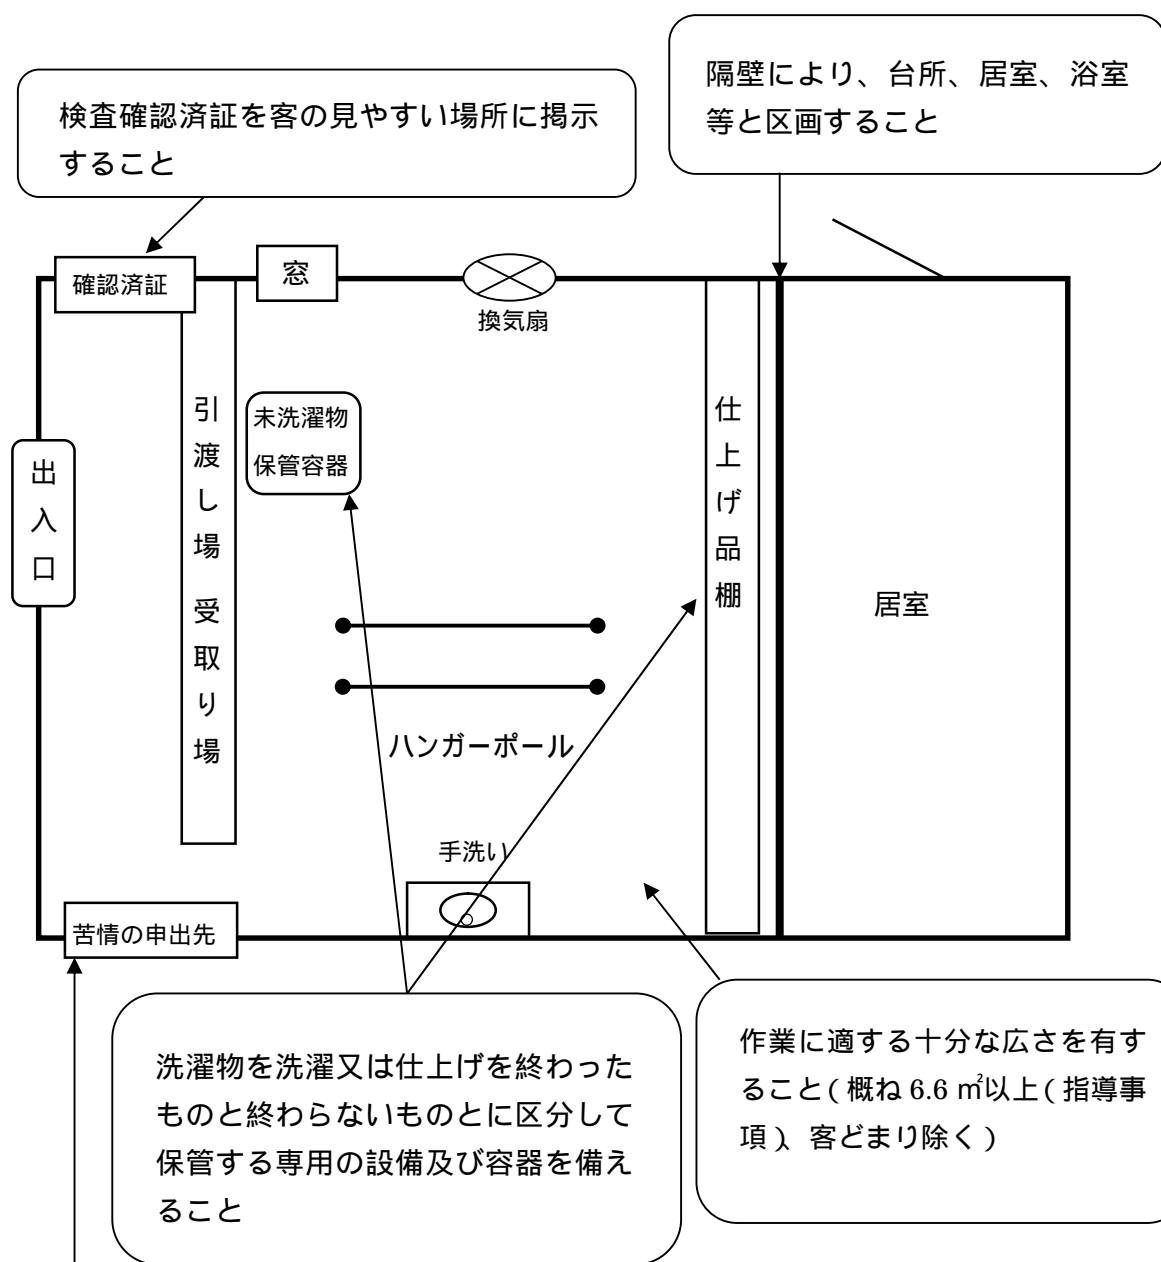 隔壁により、台所、居室、浴室
等と区画すること
検査確認済証を客の見やすい場所に掲示
すること
確認済証
窓
換気扇
引渡し場 受取り場
未洗濯物
保管容器
仕上げ品棚
出入口
居室
ハンガーポール
手洗い
苦情の申出先
洗濯物を洗濯又は仕上げを終わった
ものと終わらないものとに区分して
保管する専用の設備及び容器を備え
ること
作業に適する十分な広さを有す
ること(概ね 6.6 ㎡以上(指導事
項)、客どまり除く)